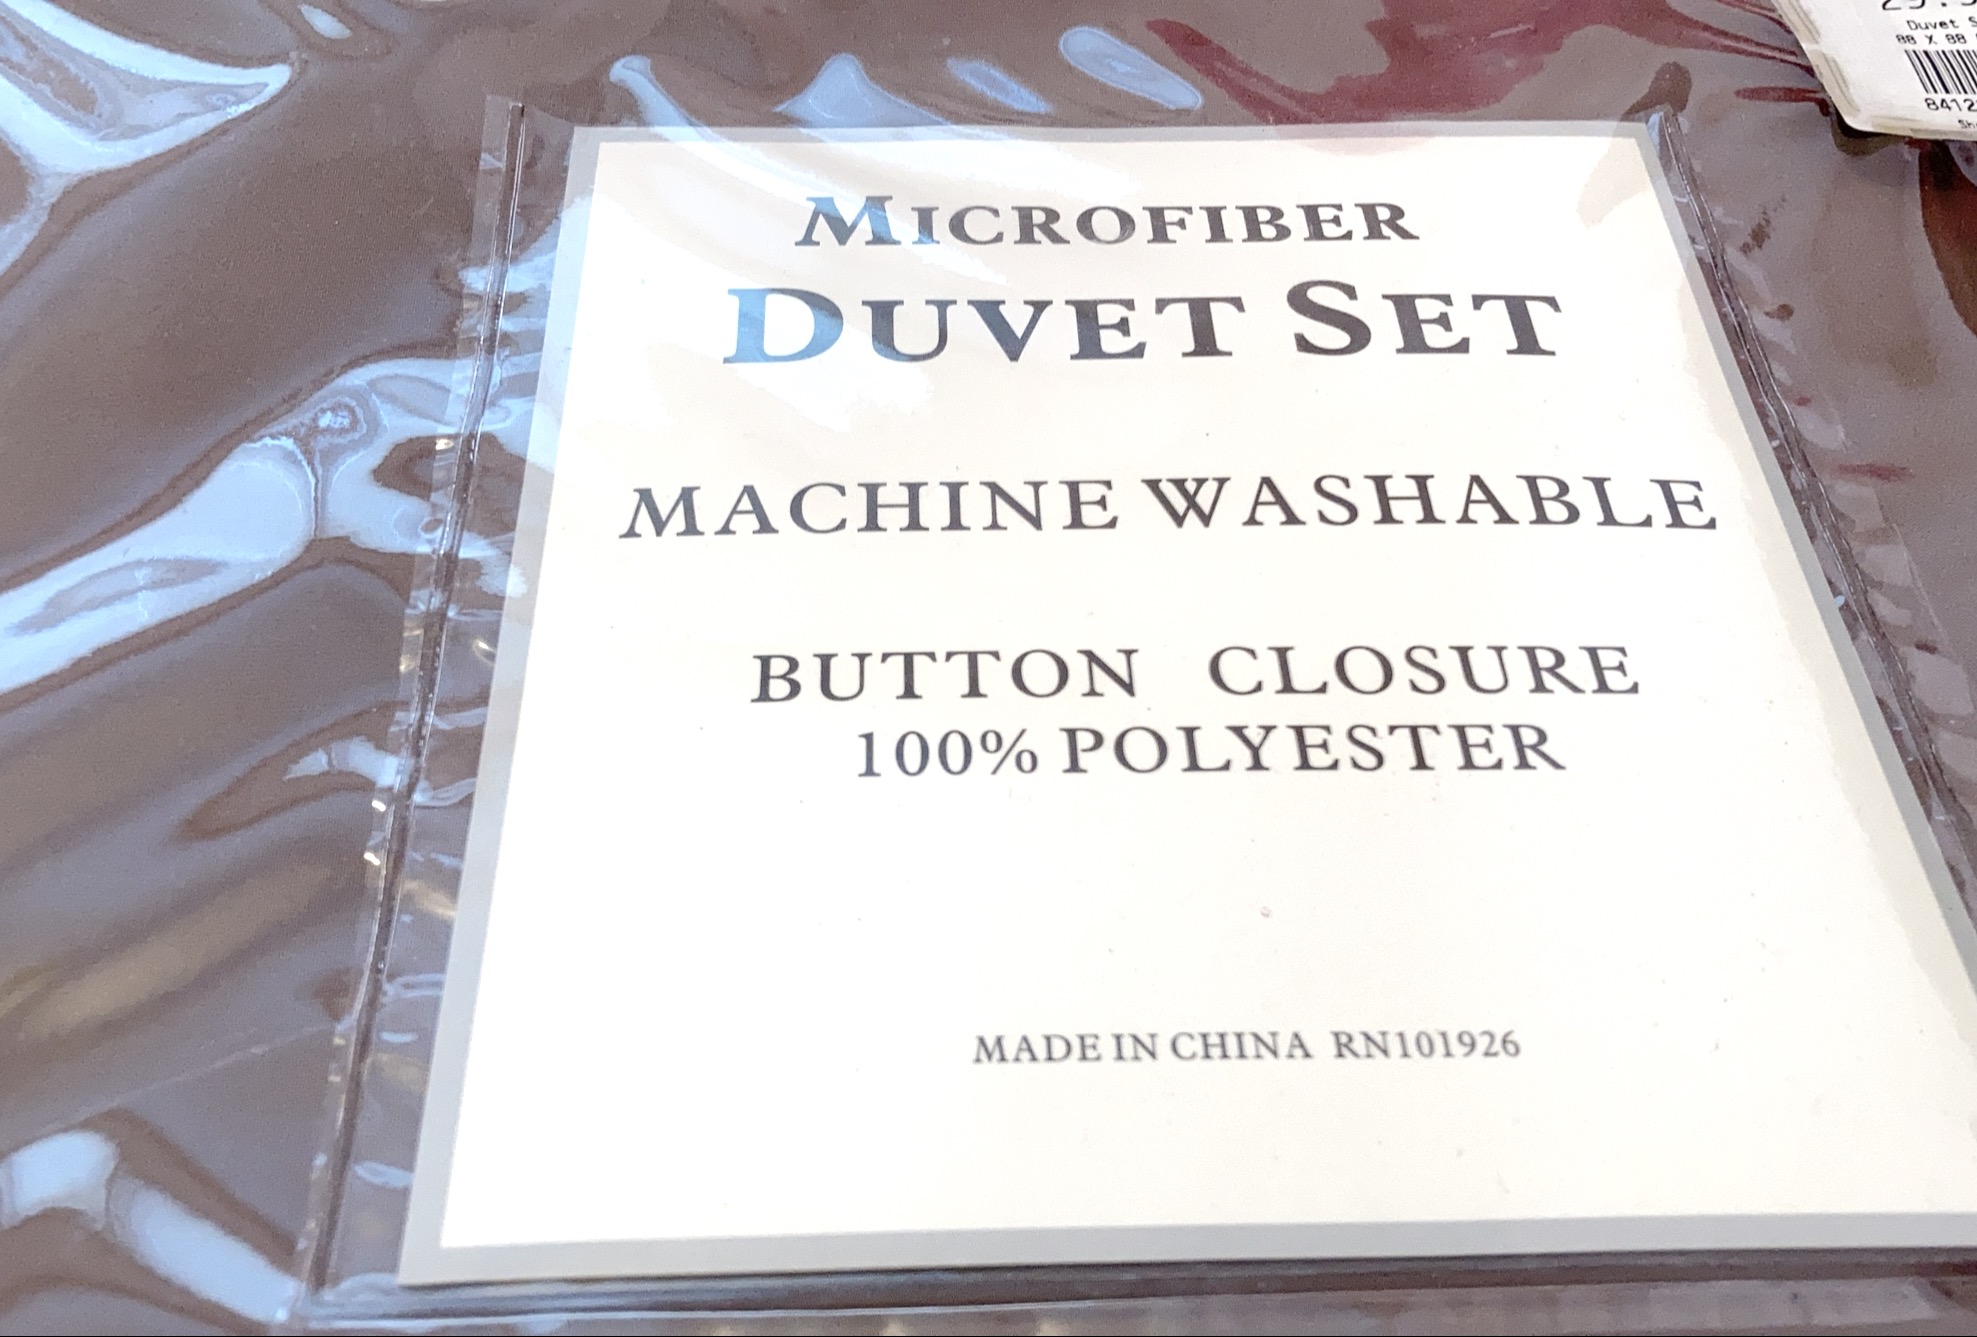 Duvet
88 X 88
MICROFIBER
DUVET SET
MACHINE WASHABLE
BUTTON CLOSURE
100% POLYESTER
MADE IN CHINA RN101926